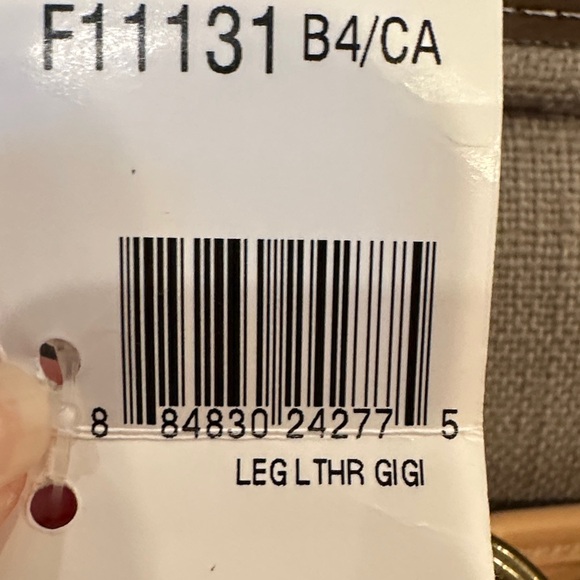 F11131 B4/CA
8 84830 24277 5
LEG LTHR GIGI